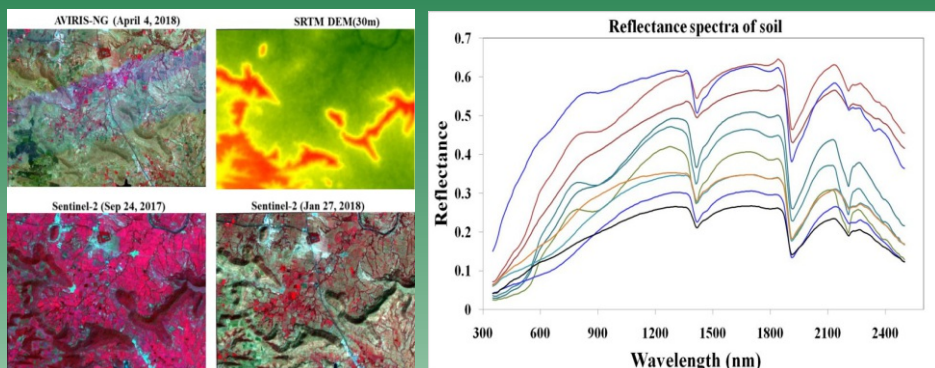 AVIRIS-NG (April 4, 2018)
SRTM DEM(30m)
Sentinel-2 (Sep 24, 2017)
Sentinel-2 (Jan 27, 2018)
Reflectance spectra of soil
Reflectance
0.7
0.6
0.5
0.4
0.3
0.2
0.1
0
300
600
900
1200
1500
1800
2100
2400
Wavelength (nm)